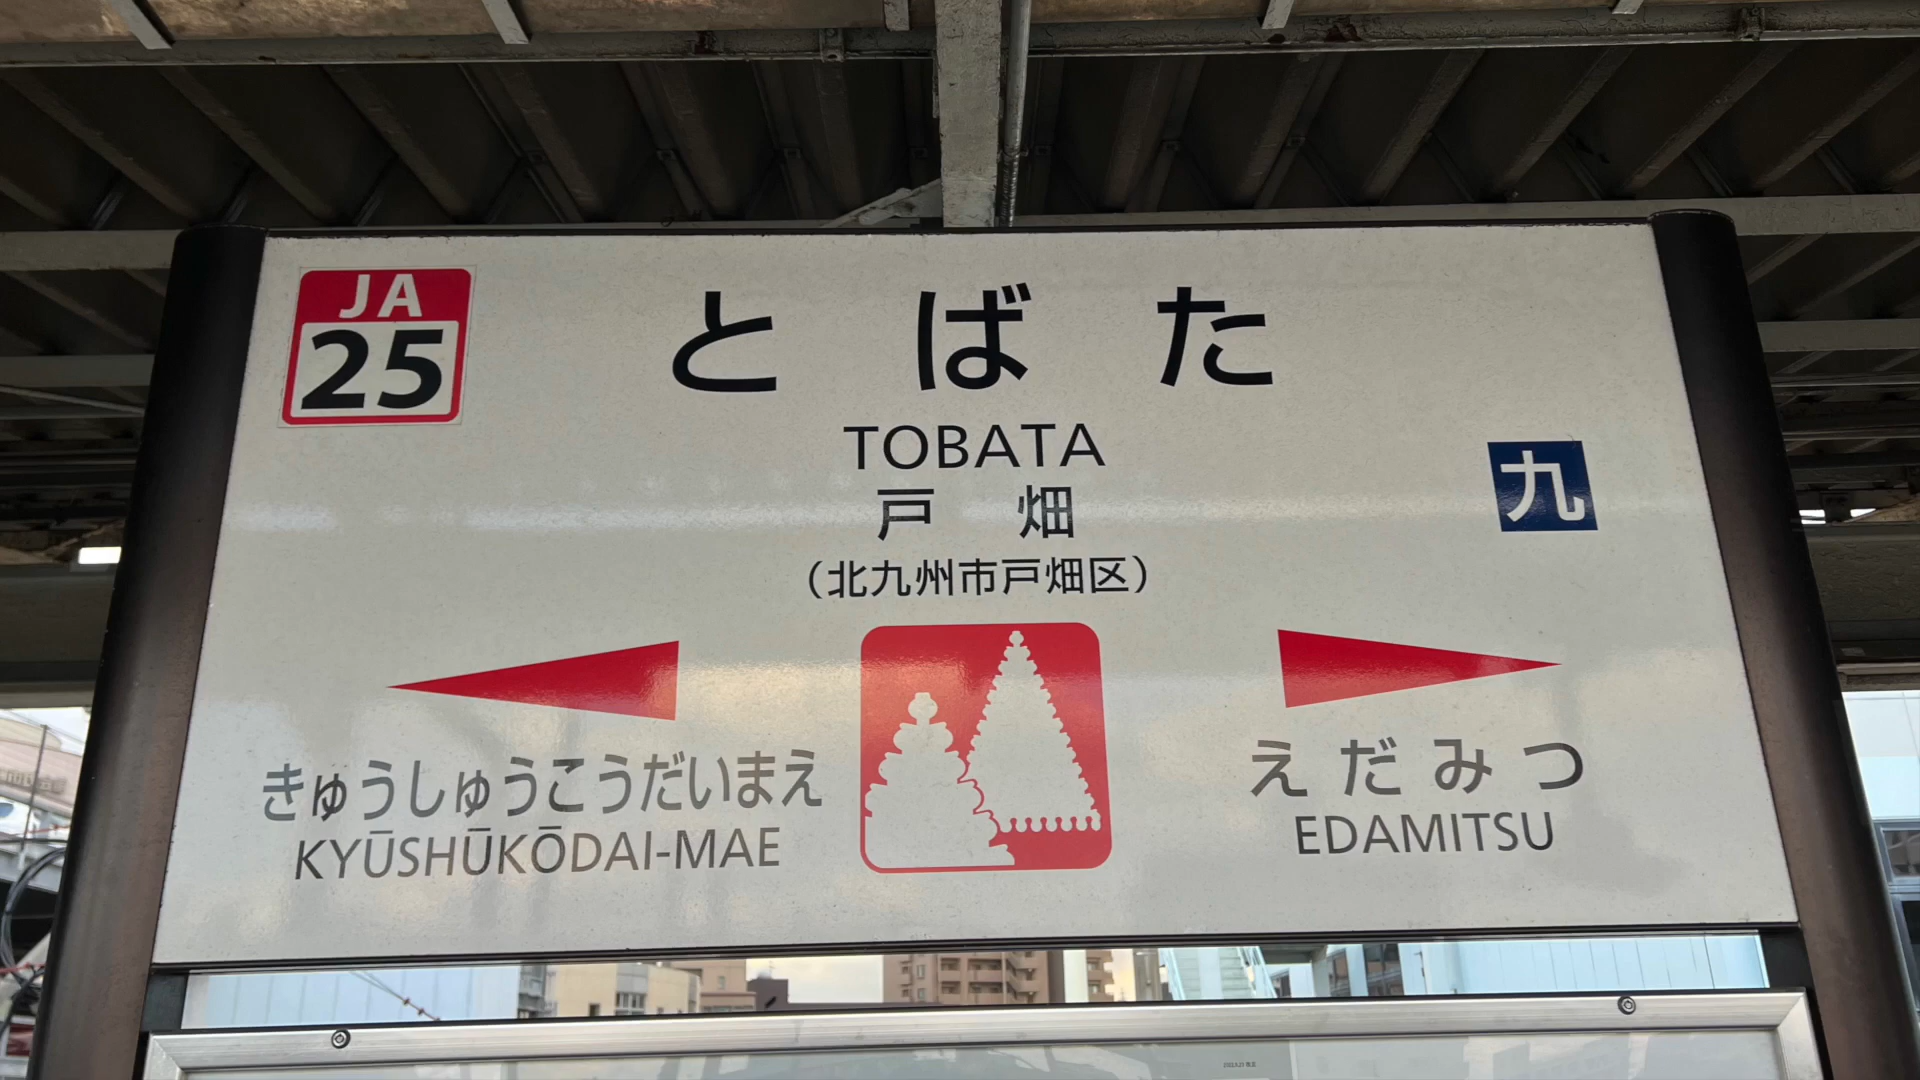 JA
25
とばた
TOBATA
戸畑
九
（北九州市戸畑区）
きゅうしゅうこうだいまえ
KYŪSHŪKŌDAI-MAE
えだみつ
EDAMITSU